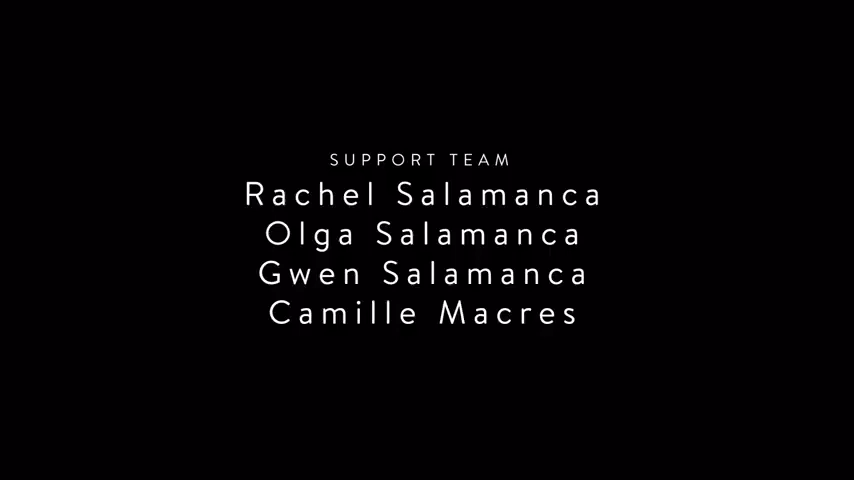 SUPPORT TEAM
Rachel Salamanca
Olga Salamanca
Gwen Salamanca
Camille Macres